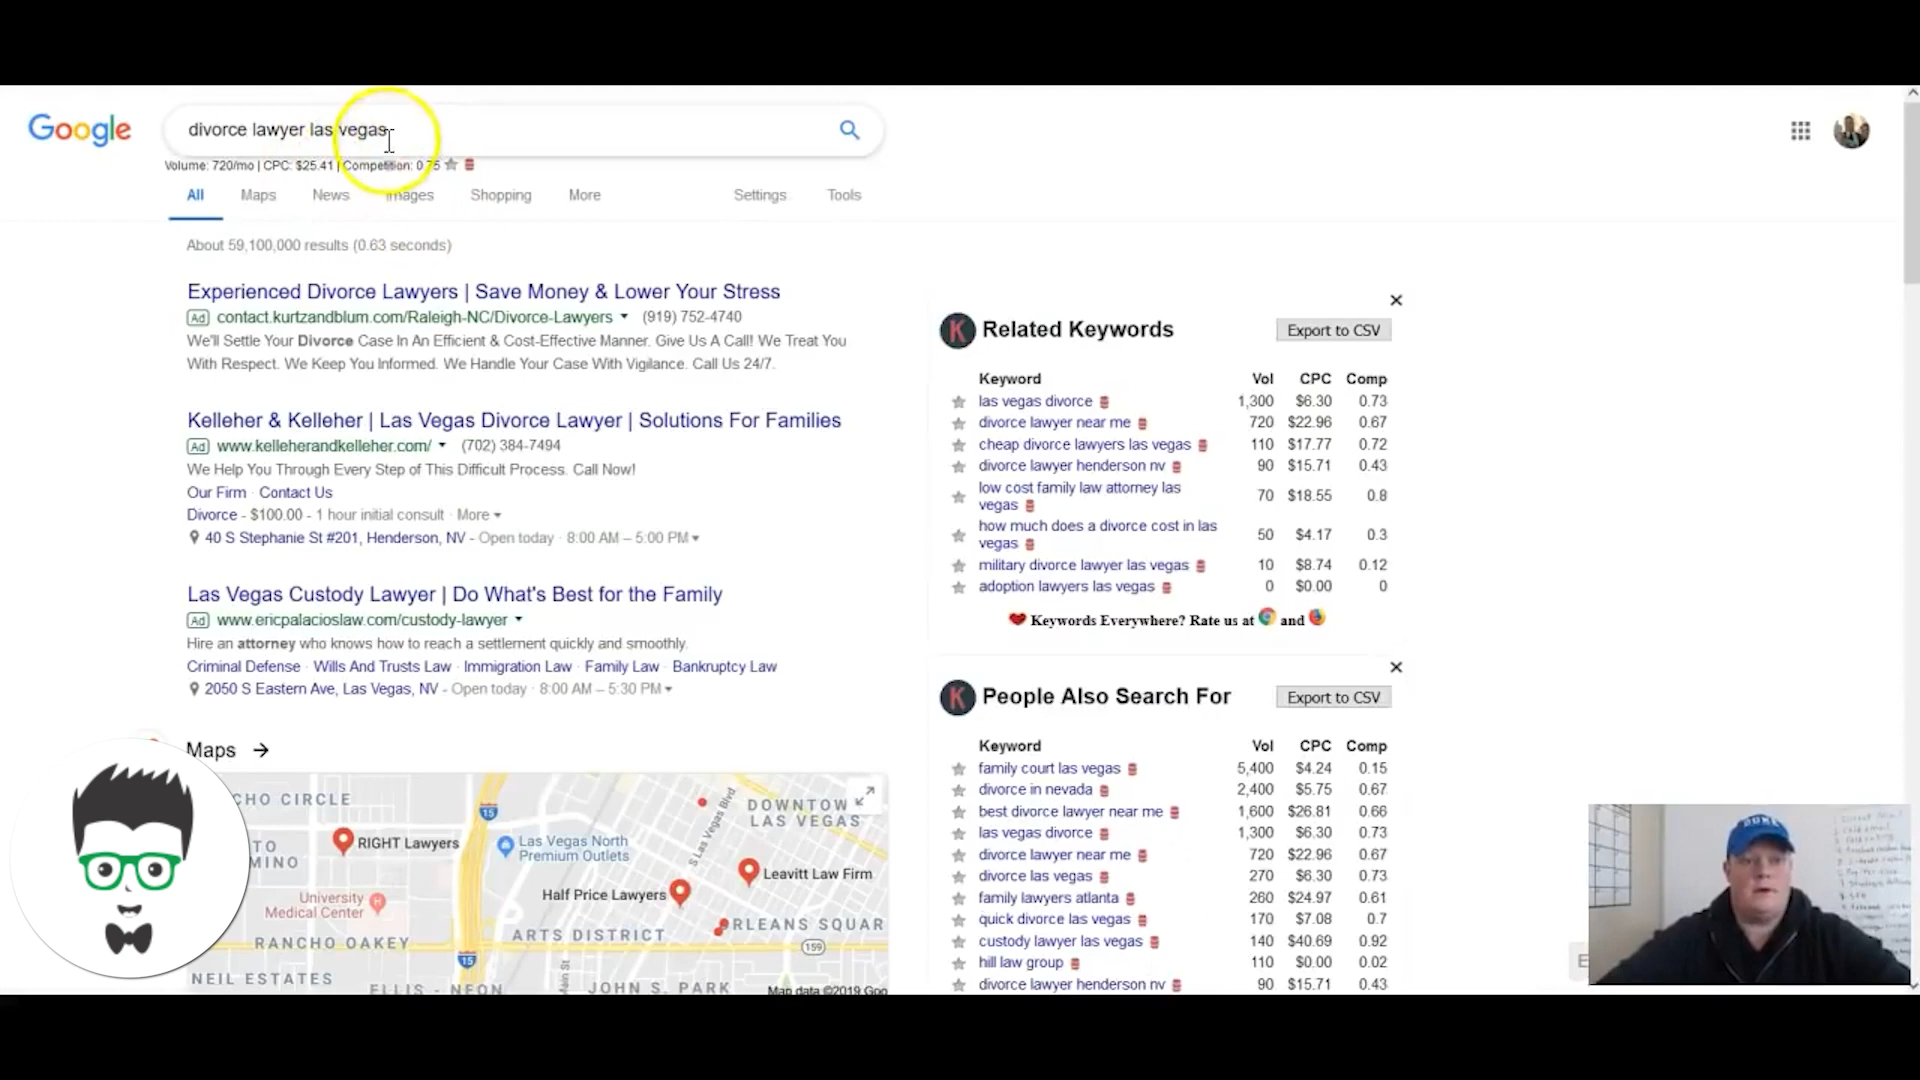 Google
divorce lawyer las vegas
Volume: 720/mo | CPC: $25.41 | Competition: 0.75
All Maps News Images Shopping More Settings Tools
About 59,100,000 results (0.63 seconds)
Experienced Divorce Lawyers | Save Money & Lower Your Stress
Ad contact.kurtzandblum.com/Raleigh-NC/Divorce-Lawyers (919) 752-4740
We'll Settle Your Divorce Case In An Efficient & Cost-Effective Manner. Give Us A Call! We Treat You
With Respect. We Keep You Informed. We Handle Your Case With Vigilance. Call Us 24/7.
Kelleher & Kelleher | Las Vegas Divorce Lawyer | Solutions For Families
Ad www.kelleherandkelleher.com/ (702) 384-7494
We Help You Through Every Step of This Difficult Process. Call Now!
Our Firm · Contact Us
Divorce - $100.00 - 1 hour initial consult · More
40 S Stephanie St #201, Henderson, NV - Open today · 8:00 AM – 5:00 PM
Las Vegas Custody Lawyer | Do What's Best for the Family
Ad www.ericpalacioslaw.com/custody-lawyer
Hire an attorney who knows how to reach a settlement quickly and smoothly.
Criminal Defense · Wills And Trusts Law · Immigration Law · Family Law · Bankruptcy Law
2050 S Eastern Ave, Las Vegas, NV - Open today · 8:00 AM – 5:30 PM
Maps
CHO CIRCLE
TO
MINO
RIGHT Lawyers
15
Las Vegas North
Premium Outlets
S Las Vegas Blvd
DOWNTOWN
LAS VEGAS
University
Medical Center
H
Half Price Lawyers
Leavitt Law Firm
ORLEANS SQUAR
ARTS DISTRICT
159
RANCHO OAKEY
15
NEIL ESTATES
ELLIS - NEON
Main St
JOHN S. PARK
Map data ©2019 Goo
K Related Keywords Export to CSV
Keyword Vol CPC Comp
las vegas divorce 1,300 $6.30 0.73
divorce lawyer near me 720 $22.96 0.67
cheap divorce lawyers las vegas 110 $17.77 0.72
divorce lawyer henderson nv 90 $15.71 0.43
low cost family law attorney las
vegas 70 $18.55 0.8
how much does a divorce cost in las
vegas 50 $4.17 0.3
military divorce lawyer las vegas 10 $8.74 0.12
adoption lawyers las vegas 0 $0.00 0
Keywords Everywhere? Rate us at and
K People Also Search For Export to CSV
Keyword Vol CPC Comp
family court las vegas 5,400 $4.24 0.15
divorce in nevada 2,400 $5.75 0.67
best divorce lawyer near me 1,600 $26.81 0.66
las vegas divorce 1,300 $6.30 0.73
divorce lawyer near me 720 $22.96 0.67
divorce las vegas 270 $6.30 0.73
family lawyers atlanta 260 $24.97 0.61
quick divorce las vegas 170 $7.08 0.7
custody lawyer las vegas 140 $40.69 0.92
hill law group 110 $0.00 0.02
divorce lawyer henderson nv 90 $15.71 0.43
DUKE